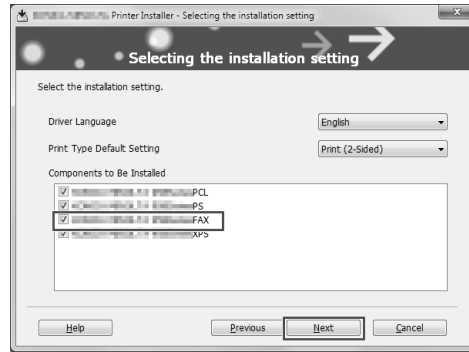 Printer Installer - Selecting the installation setting
Selecting the installation setting
Select the installation setting.
Driver Language English
Print Type Default Setting Print (2-Sided)
Components to Be Installed
PCL
PS
FAX
XPS
Help Previous Next Cancel